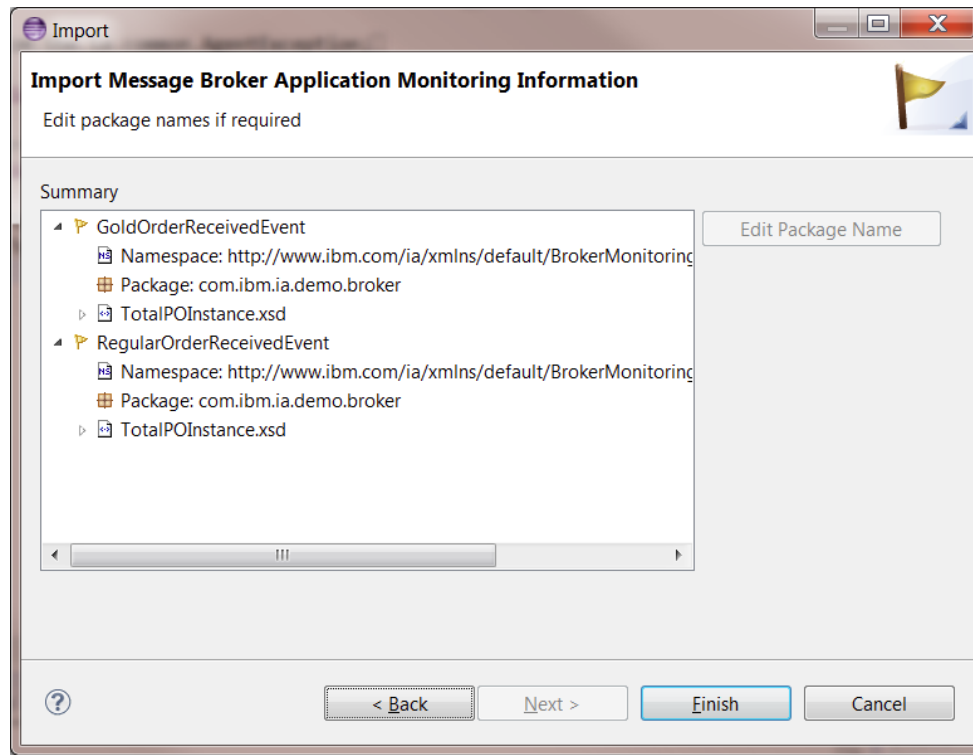 Import
Import Message Broker Application Monitoring Information
Edit package names if required
Summary
GoldOrderReceivedEvent
Namespace: http://www.ibm.com/ia/xmlns/default/BrokerMonitoring
Package: com.ibm.ia.demo.broker
TotalPOInstance.xsd
RegularOrderReceivedEvent
Namespace: http://www.ibm.com/ia/xmlns/default/BrokerMonitoring
Package: com.ibm.ia.demo.broker
TotalPOInstance.xsd
Edit Package Name
< Back
Next >
Finish
Cancel